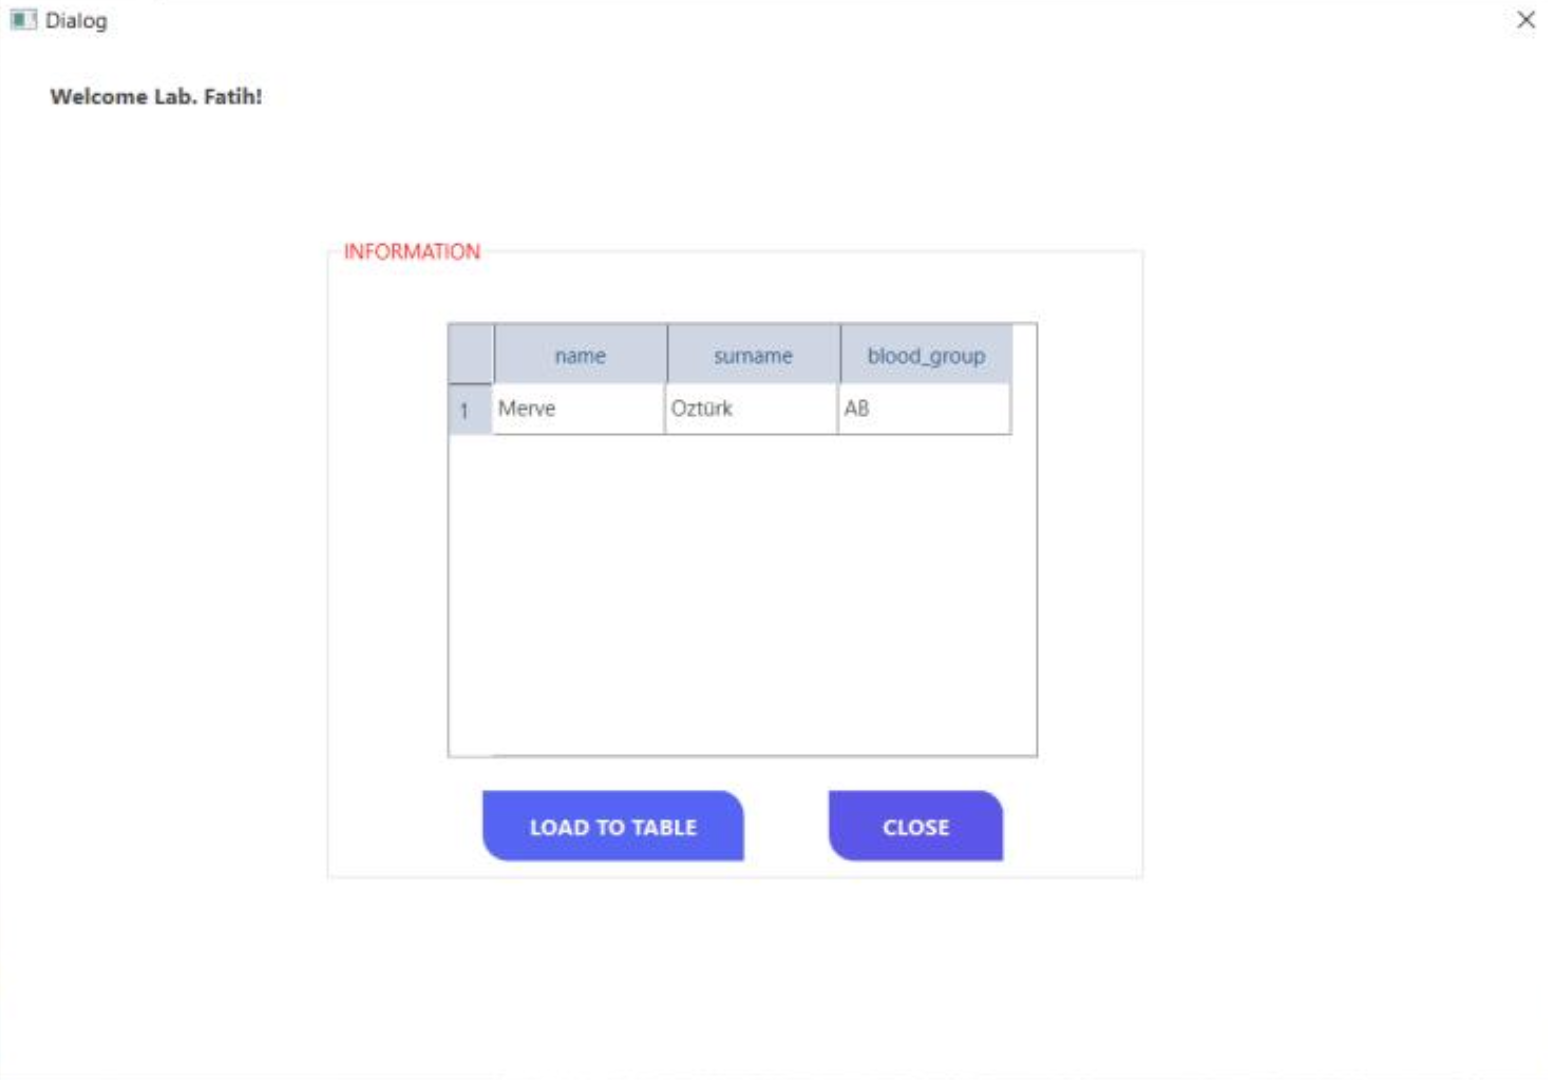 Dialog
Welcome Lab. Fatih!
INFORMATION
name surname blood_group
1 Merve Oztürk AB
LOAD TO TABLE CLOSE